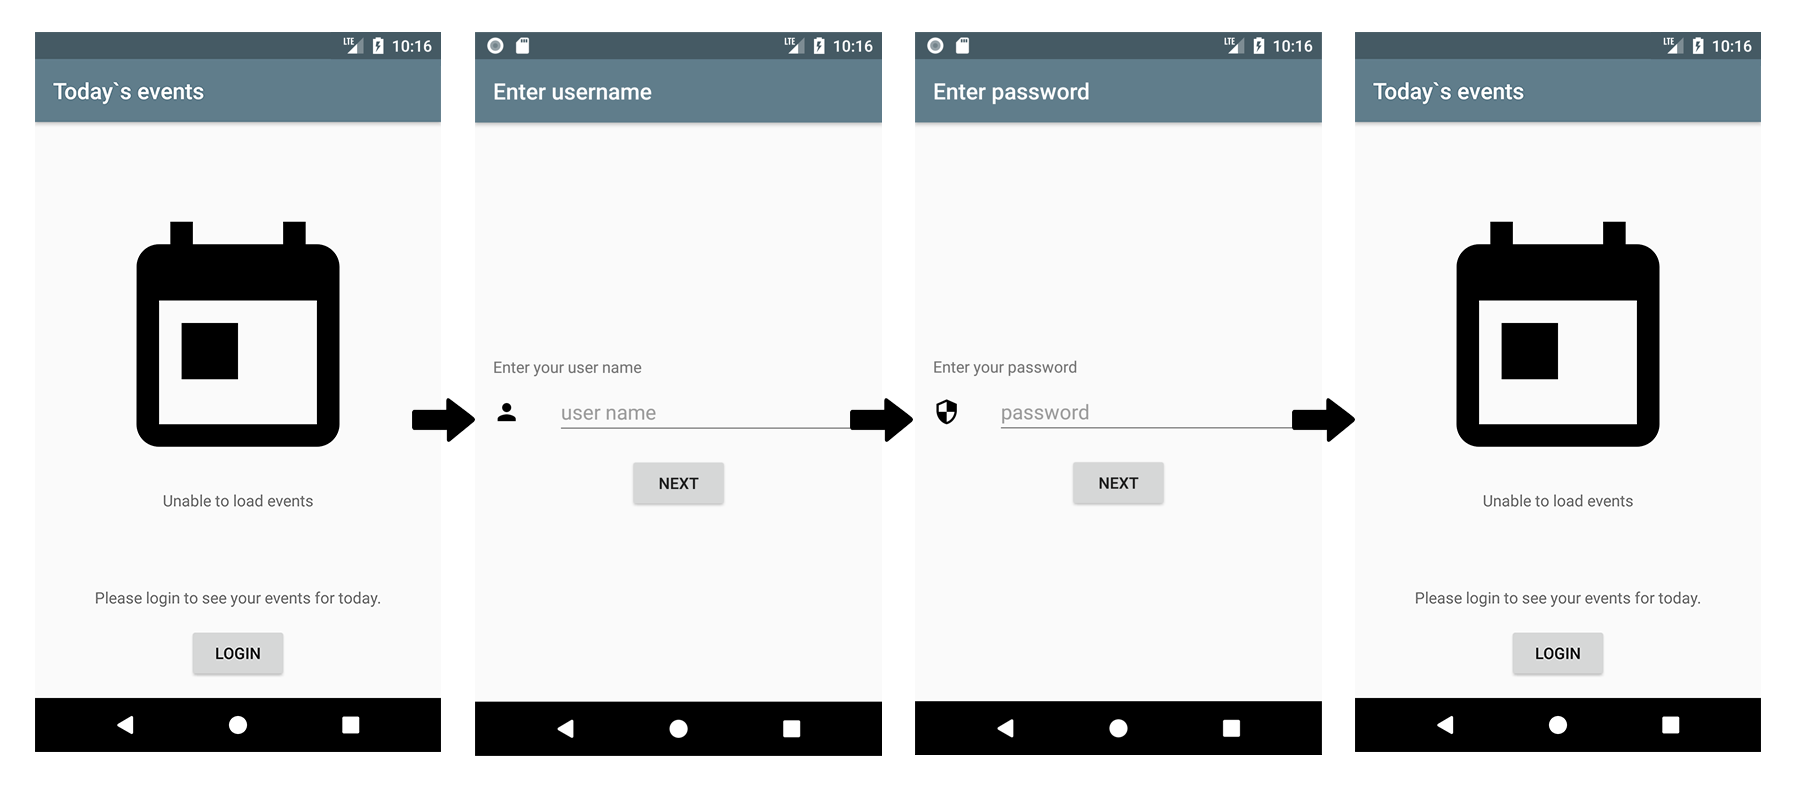 LTE 10:16
Today`s events
Unable to load events
Please login to see your events for today.
LOGIN
LTE 10:16
Enter username
Enter your user name
user name
NEXT
LTE 10:16
Enter password
Enter your password
password
NEXT
LTE 10:16
Today`s events
Unable to load events
Please login to see your events for today.
LOGIN